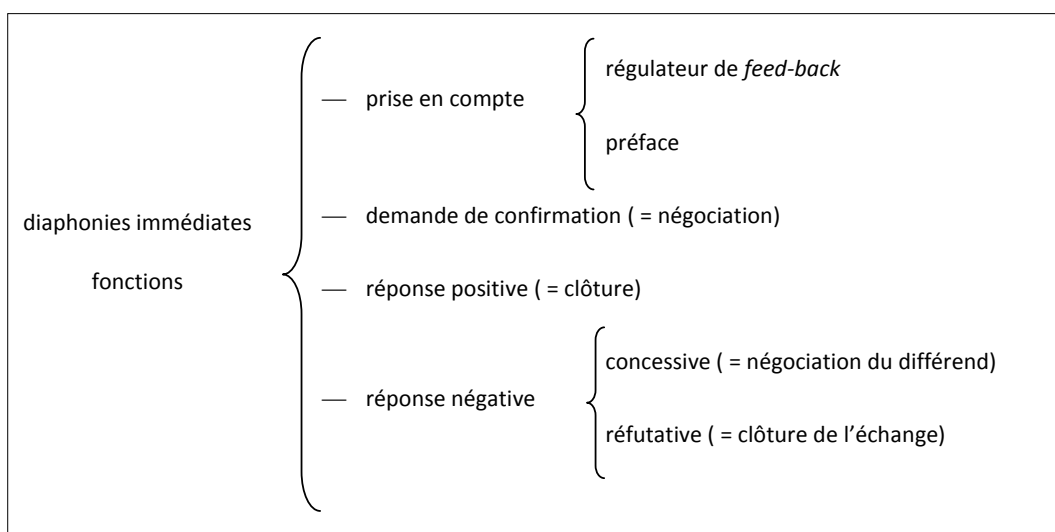 régulateur de feed-back
— prise en compte
préface
— demande de confirmation ( = négociation)
diaphonies immédiates
fonctions
— réponse positive ( = clôture)
concessive ( = négociation du différend)
— réponse négative
réfutative ( = clôture de l’échange)